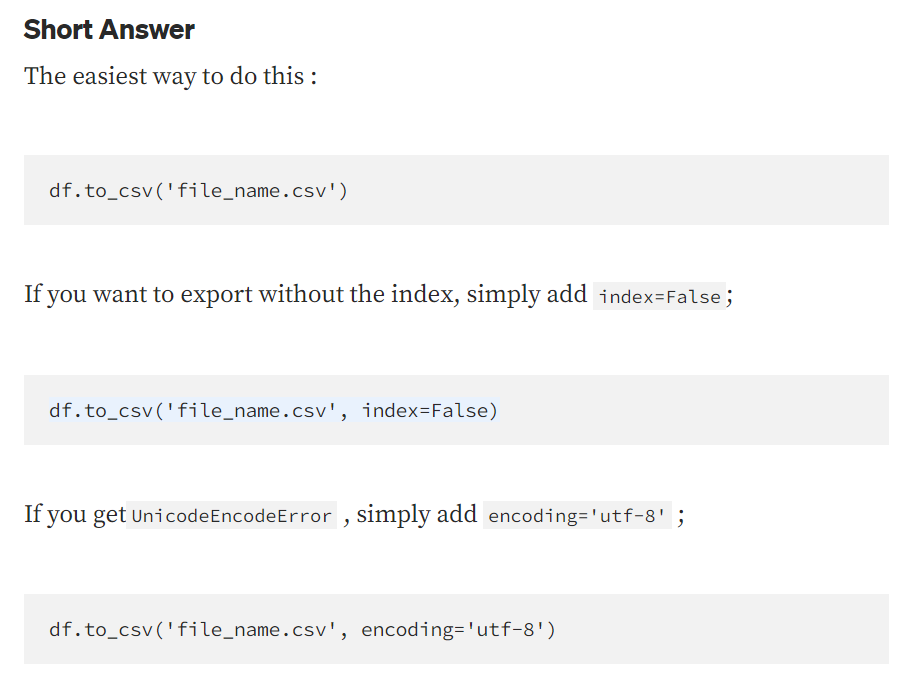 Short Answer
The easiest way to do this :
df.to_csv('file_name.csv')
If you want to export without the index, simply add index=False;
df.to_csv('file_name.csv', index=False)
If you get UnicodeEncodeError , simply add encoding='utf-8' ;
df.to_csv('file_name.csv', encoding='utf-8')